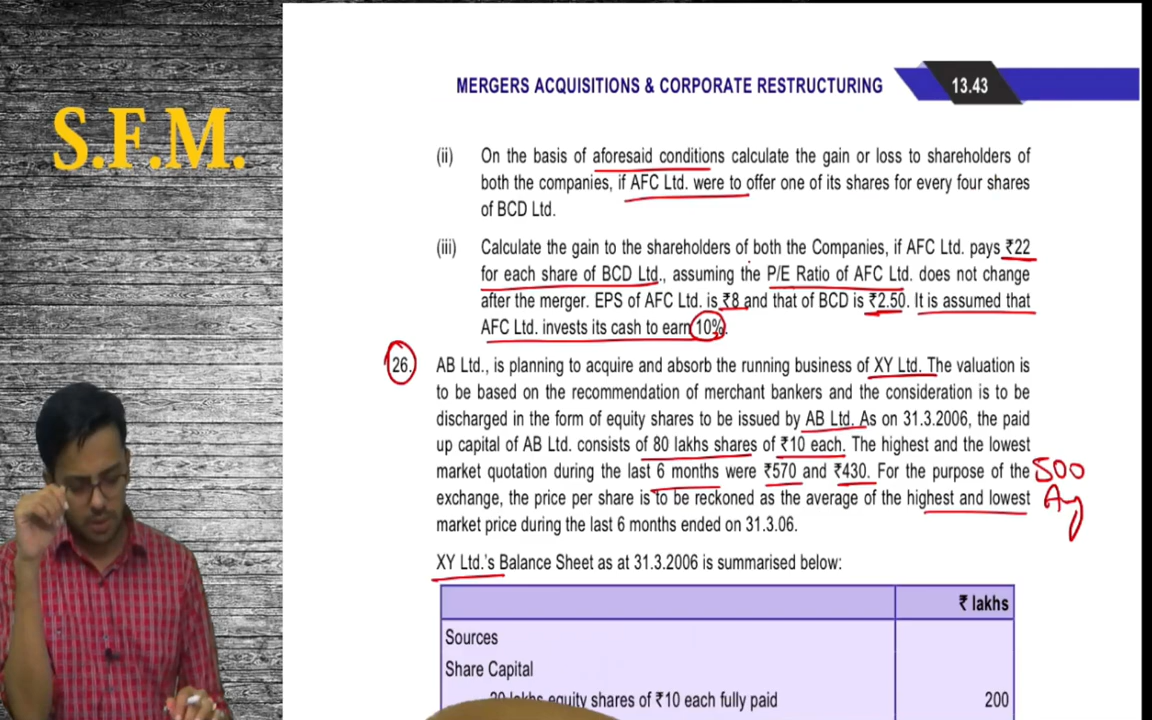 S.F.M.
MERGERS ACQUISITIONS & CORPORATE RESTRUCTURING 13.43
(ii) On the basis of aforesaid conditions calculate the gain or loss to shareholders of
both the companies, if AFC Ltd. were to offer one of its shares for every four shares
of BCD Ltd.
(iii) Calculate the gain to the shareholders of both the Companies, if AFC Ltd. pays ₹22
for each share of BCD Ltd., assuming the P/E Ratio of AFC Ltd. does not change
after the merger. EPS of AFC Ltd. is ₹8 and that of BCD is ₹2.50. It is assumed that
AFC Ltd. invests its cash to earn 10%.
26. AB Ltd., is planning to acquire and absorb the running business of XY Ltd. The valuation is
to be based on the recommendation of merchant bankers and the consideration is to be
discharged in the form of equity shares to be issued by AB Ltd. As on 31.3.2006, the paid
up capital of AB Ltd. consists of 80 lakhs shares of ₹10 each. The highest and the lowest
market quotation during the last 6 months were ₹570 and ₹430. For the purpose of the
500
exchange, the price per share is to be reckoned as the average of the highest and lowest
Avg
market price during the last 6 months ended on 31.3.06.
XY Ltd.'s Balance Sheet as at 31.3.2006 is summarised below:
₹ lakhs
Sources
Share Capital
equity shares of ₹10 each fully paid 200